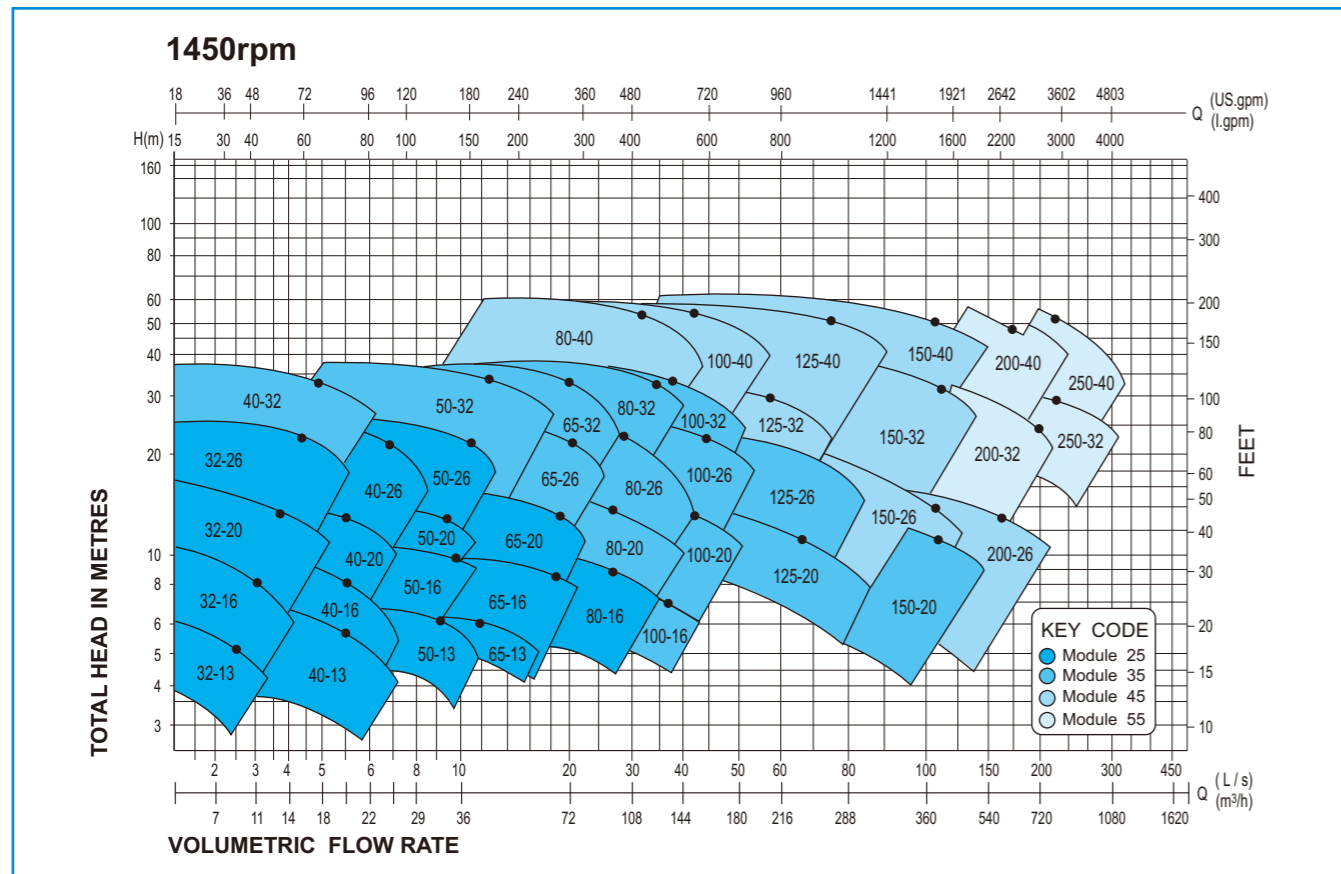 1450rpm
18 36 48 72 96 120 180 240 360 480 720 960 1441 1921 2642 3602 4803
Q (US.gpm)
(I.gpm)
H(m) 15 30 40 60 80 100 150 200 300 400 600 800 1200 1600 2200 3000 4000
160
400
100
300
80
60 200
50
150
40
80-40 100-40 125-40 150-40 200-40 250-40
30 100
40-32 50-32 65-32 80-32 100-32 125-32 150-32 200-32 250-32
80
20
60
32-26 40-26 50-26 65-26 80-26 100-26 125-26 150-26 200-26
50
40
32-20 40-20 50-20 65-20 80-20 100-20 125-20 150-20
10
30
8
32-16 40-16 50-16 65-16 80-16 100-16
6 20
5
15
32-13 40-13 50-13 65-13
4
3 10
TOTAL HEAD IN METRES
FEET
KEY CODE
Module 25
Module 35
Module 45
Module 55
2 3 4 5 6 8 10 20 30 40 50 60 80 100 150 200 300 450
Q (L/s)
(m³/h)
7 11 14 18 22 29 36 72 108 144 180 216 288 360 540 720 1080 1620
VOLUMETRIC FLOW RATE